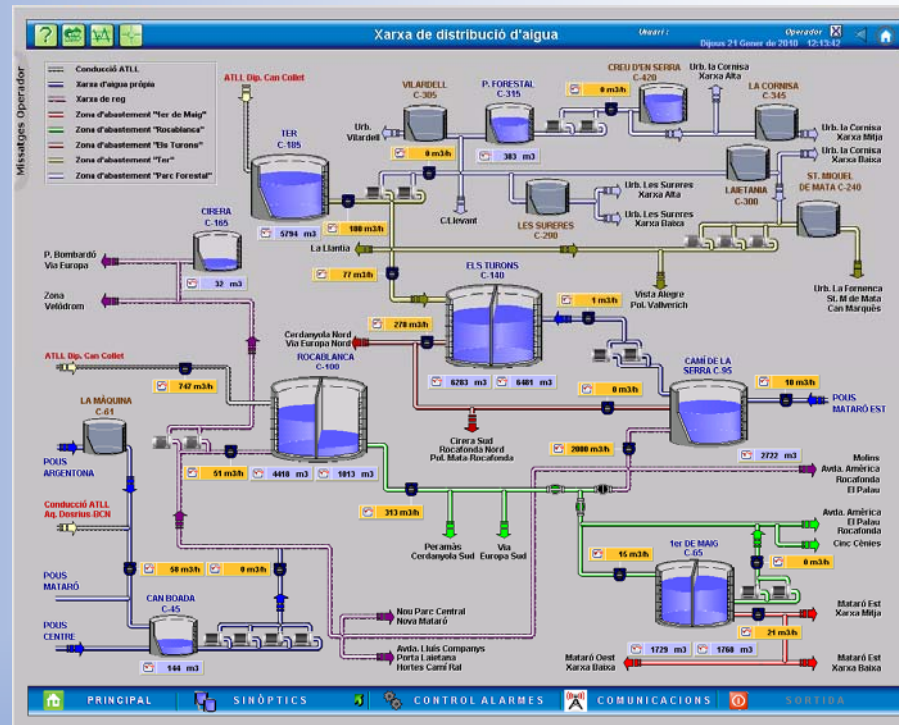 Xarxa de distribució d'aigua
Usuari :
Operador
Dijous 21 Gener de 2010 12:13:42
Missatges Operador
Conducció ATLL
Xarxa d'aigua pròpia
Xarxa de reg
Zona d'abastement "1er de Maig"
Zona d'abastement "Rocablanca"
Zona d'abastement "Els Turons"
Zona d'abastement "Ter"
Zona d'abastement "Parc Forestal"
ATLL Dip. Can Collet
TER
C-185
5794 m3
180 m3/h
VILARDELL
C-305
Urb.
Vilardell
0 m3/h
P. FORESTAL
C-315
383 m3
CREU D'EN SERRA
C-420
0 m3/h
Urb. la Cornisa
Xarxa Alta
LA CORNISA
C-345
Urb. la Cornisa
Xarxa Mitja
Urb. la Cornisa
Xarxa Baixa
LAIETANIA
C-300
ST. MIQUEL
DE MATA C-240
C/Llevant
LES SURERES
C-290
Urb. Les Sureres
Xarxa Alta
Urb. Les Sureres
Xarxa Baixa
CIRERA
C-165
32 m3
P. Bombardó
Via Europa
Zona
Velòdrom
La Llantia
77 m3/h
Vista Alegre
Pol. Vallverich
Urb. La Fornenca
St. M de Mata
Can Marquès
ELS TURONS
C-140
6283 m3
6481 m3
278 m3/h
1 m3/h
Cerdanyola Nord
Via Europa Nord
ATLL Dip. Can Collet
747 m3/h
ROCABLANCA
C-100
4418 m3
1013 m3
51 m3/h
0 m3/h
CAMÍ DE LA
SERRA C-95
2722 m3
18 m3/h
POUS
MATARÓ EST
2000 m3/h
Cirera Sud
Rocafonda Nord
Pol. Mata-Rocafonda
LA MÀQUINA
C-61
POUS
ARGENTONA
Conducció ATLL
Aq. Dosrius-BCN
POUS
MATARÓ
POUS
CENTRE
58 m3/h
0 m3/h
CAN BOADA
C-45
144 m3
313 m3/h
Peramàs
Cerdanyola Sud
Via
Europa Sud
Molins
Avda. Amèrica
Rocafonda
El Palau
Avda. Amèrica
El Palau
Rocafonda
Cinc Cènies
15 m3/h
1er DE MAIG
C-65
0 m3/h
1729 m3
1768 m3
21 m3/h
Mataró Est
Xarxa Mitja
Mataró Oest
Xarxa Baixa
Mataró Est
Xarxa Baixa
Nou Parc Central
Nova Mataró
Avda. Lluís Companys
Porta Laietana
Hortes Camí Ral
PRINCIPAL
SINÒPTICS
CONTROL ALARMES
COMUNICACIONS
SORTIDA